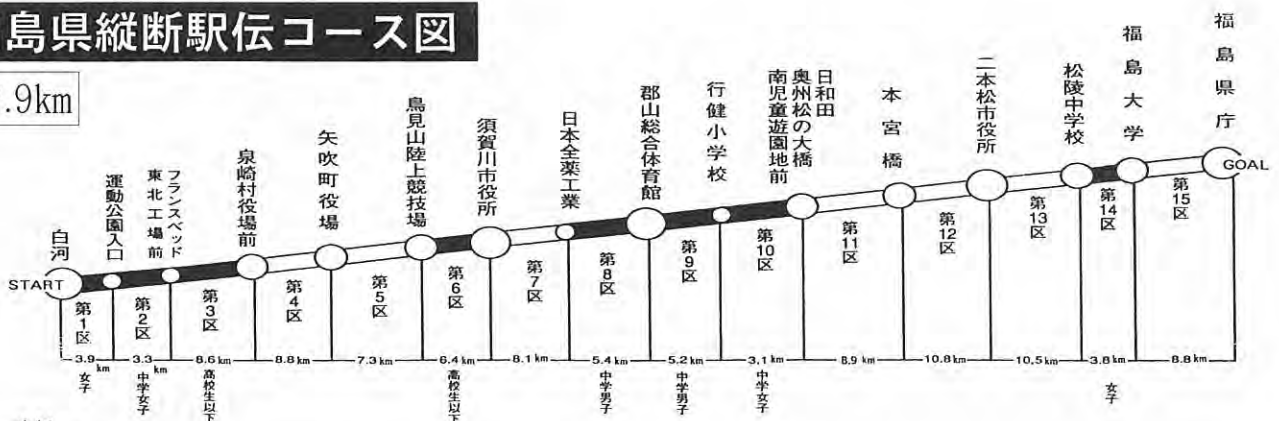 島県縦断駅伝コース図
.9km
START
白河
運動公園入口
フランスベッド
東北工場前
泉崎村役場前
矢吹町役場
鳥見山陸上競技場
須賀川市役所
日本全薬工業
郡山総合体育館
行健小学校
日和田
奥州松の大橋
南児童遊園地前
本宮橋
二本松市役所
松陵中学校
福島大学
福島県庁
GOAL
第1区
第2区
第3区
第4区
第5区
第6区
第7区
第8区
第9区
第10区
第11区
第12区
第13区
第14区
第15区
3.9km
3.3km
6.6km
8.8km
7.3km
6.4km
8.1km
5.4km
5.2km
3.1km
8.9km
10.8km
10.5km
3.8km
8.8km
女子
中学女子
高校生以下
高校生以下
中学男子
中学男子
中学女子
女子